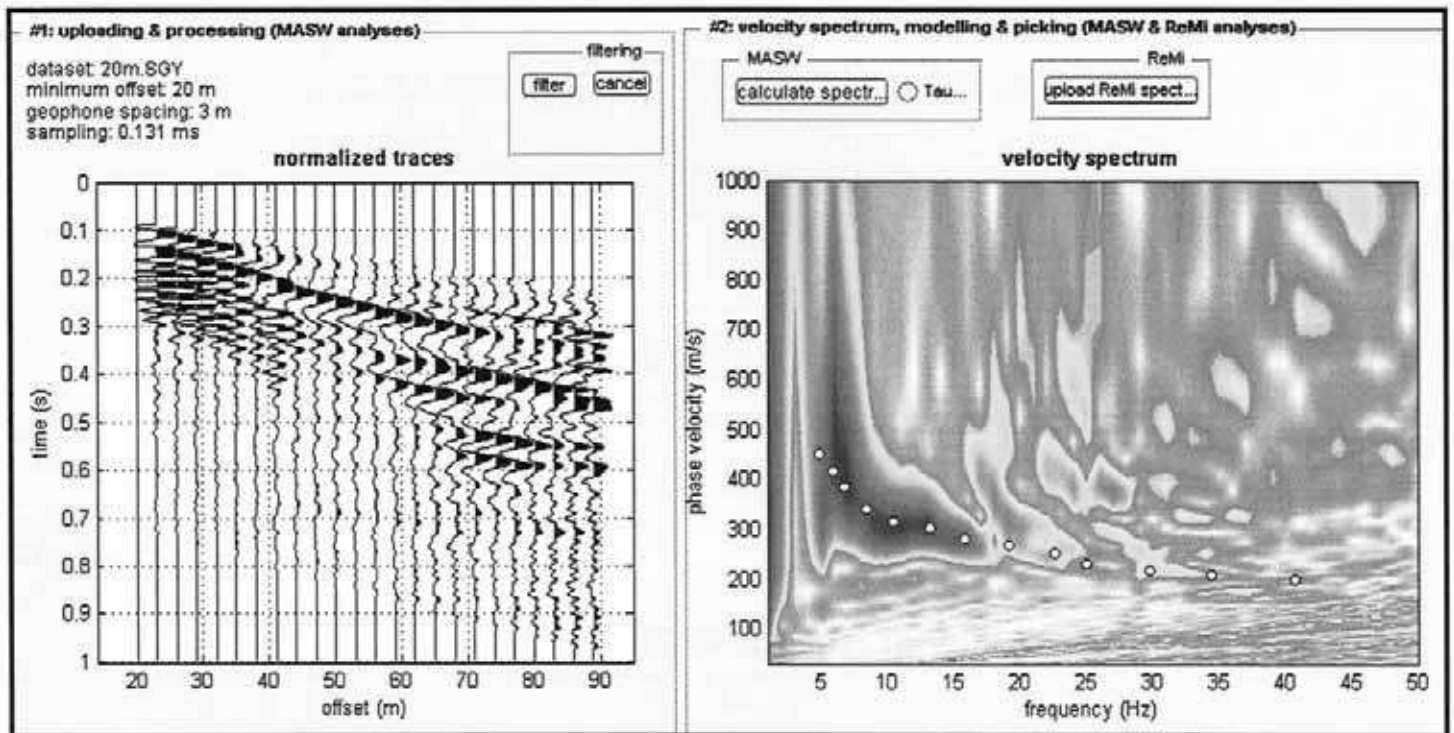 #1: uploading & processing (MASW analyses)
dataset: 20m.SGY
minimum offset: 20 m
geophone spacing: 3 m
sampling: 0.131 ms
filtering
filter cancel
normalized traces
0
0.1
0.2
0.3
0.4
0.5
0.6
0.7
0.8
0.9
1
time (s)
20 30 40 50 60 70 80 90
offset (m)
#2: velocity spectrum, modelling & picking (MASW & ReMi analyses)
MASW
calculate spectr... Tau...
ReMi
upload ReMi spect...
velocity spectrum
1000
900
800
700
600
500
400
300
200
100
phase velocity (m/s)
5 10 15 20 25 30 35 40 45 50
frequency (Hz)